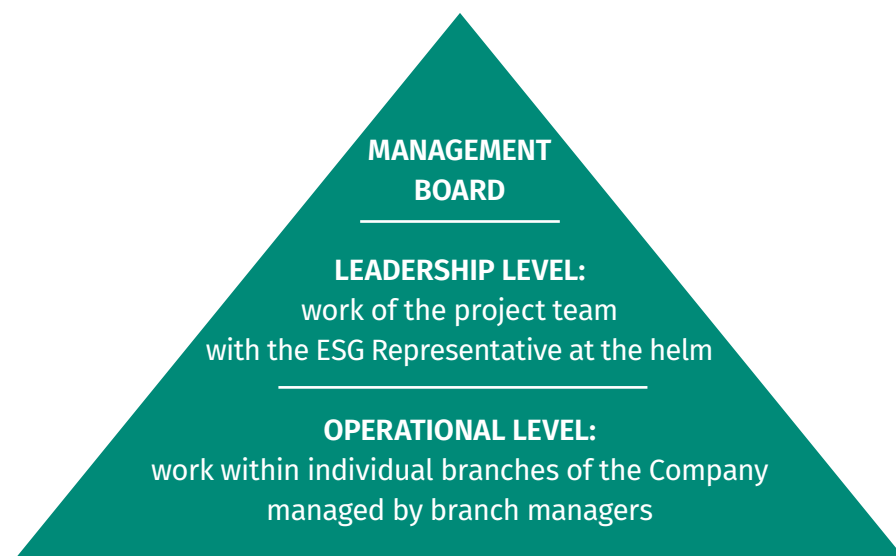 MANAGEMENT
BOARD
LEADERSHIP LEVEL:
work of the project team
with the ESG Representative at the helm
OPERATIONAL LEVEL:
work within individual branches of the Company
managed by branch managers